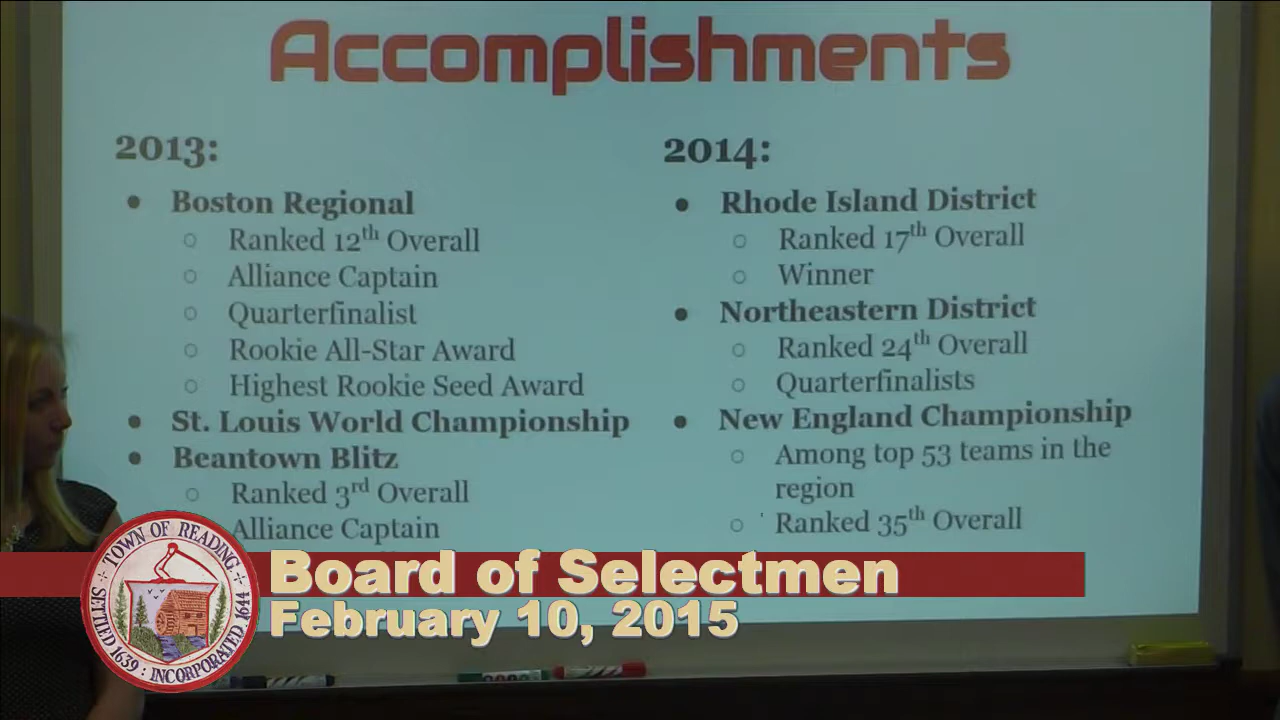 Accomplishments
2013:
Boston Regional
Ranked 12th Overall
Alliance Captain
Quarterfinalist
Rookie All-Star Award
Highest Rookie Seed Award
St. Louis World Championship
Beantown Blitz
Ranked 3rd Overall
Alliance Captain
2014:
Rhode Island District
Ranked 17th Overall
Winner
Northeastern District
Ranked 24th Overall
Quarterfinalists
New England Championship
Among top 53 teams in the
region
Ranked 35th Overall
TOWN OF READING
SETTLED 1639 : INCORPORATED 1644
Board of Selectmen
February 10, 2015